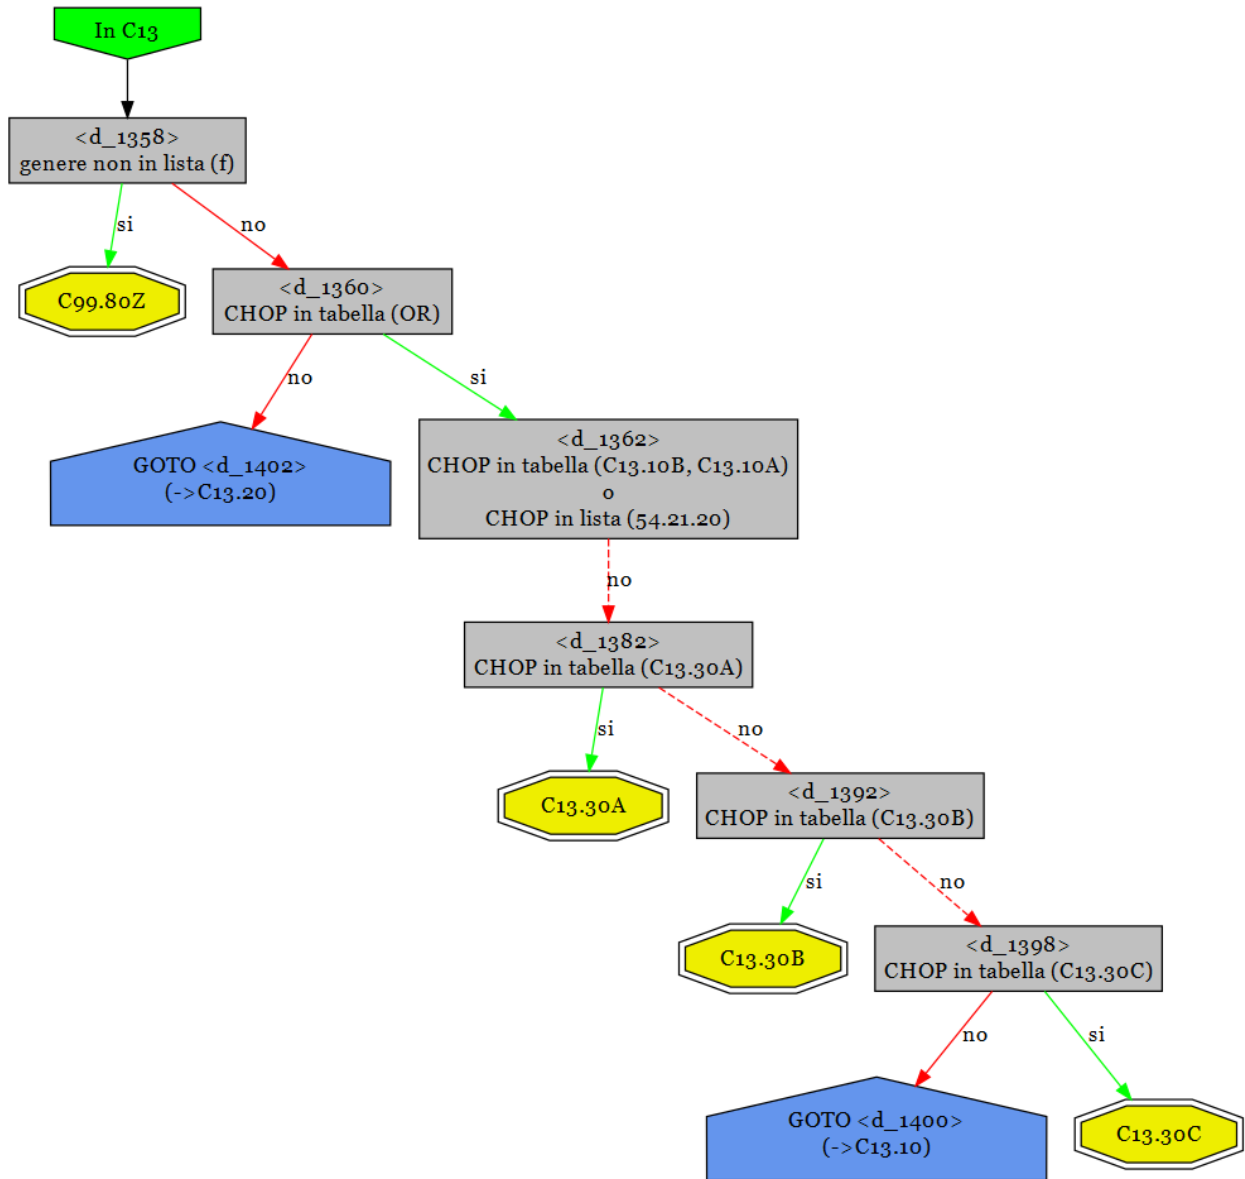 In C13
<d_1358>
genere non in lista (f)
si
no
C99.80Z
<d_1360>
CHOP in tabella (OR)
no
si
GOTO <d_1402>
(->C13.20)
<d_1362>
CHOP in tabella (C13.10B, C13.10A)
o
CHOP in lista (54.21.20)
no
<d_1382>
CHOP in tabella (C13.30A)
si
no
C13.30A
<d_1392>
CHOP in tabella (C13.30B)
si
no
C13.30B
<d_1398>
CHOP in tabella (C13.30C)
no
si
GOTO <d_1400>
(->C13.10)
C13.30C